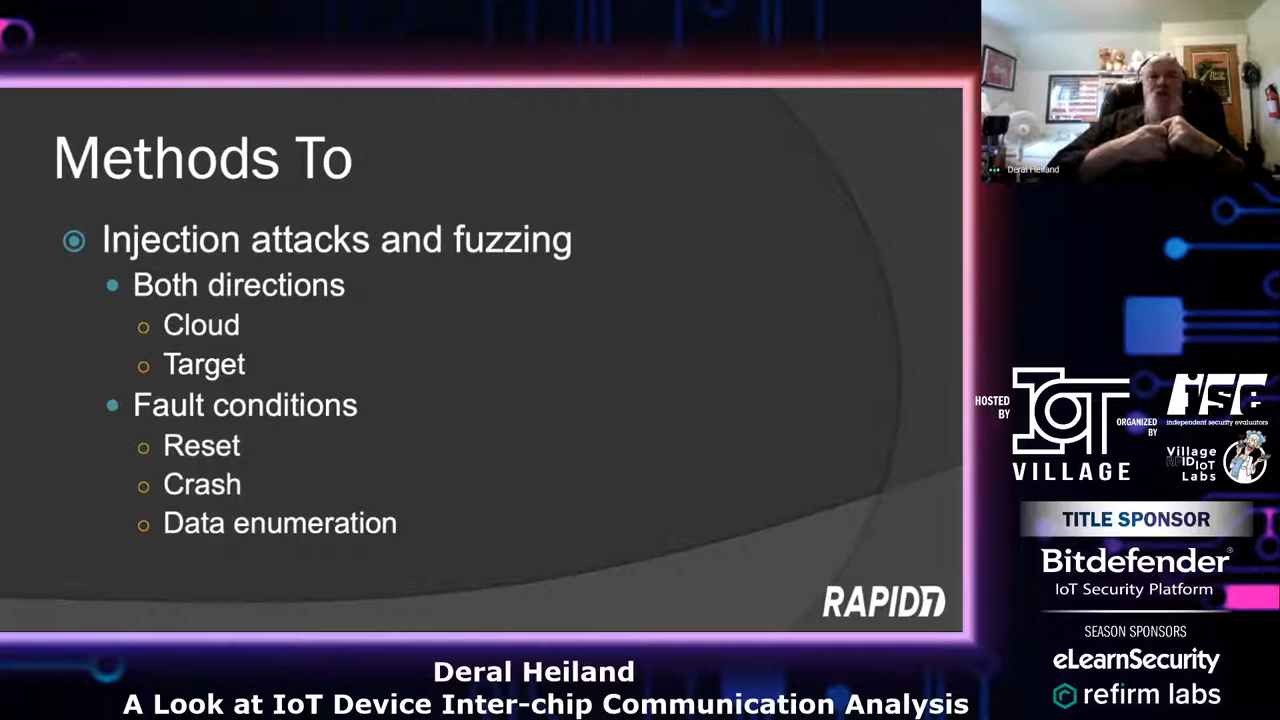 Methods To
Injection attacks and fuzzing
Both directions
Cloud
Target
Fault conditions
Reset
Crash
Data enumeration
RAPID7
Deral Heiland
HOSTED
BY
IOT
VILLAGE
ORGANIZED
BY
ISE
independent security evaluators
Village
RFID IoT
Labs
TITLE SPONSOR
Bitdefender®
IoT Security Platform
SEASON SPONSORS
eLearnSecurity
refirm labs
Deral Heiland
A Look at IoT Device Inter-chip Communication Analysis